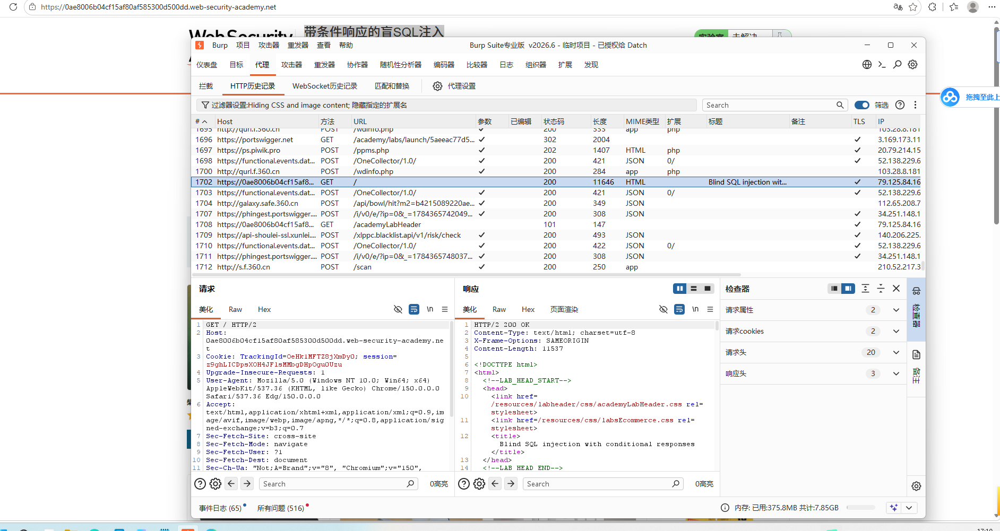 https://0ae8006b04cf15af80af585300d500dd.web-security-academy.net
WebSecurity
带条件响应的盲SQL注入
实验室 未解决
Burp 项目 攻击器 重发器 查看 帮助
Burp Suite专业版 v2026.6 - 临时项目 - 已授权给 Datch
仪表盘 目标 代理 攻击器 重发器 协作器 随机性分析器 编码器 比较器 日志 组织器 扩展 发现
拦截 HTTP历史记录 WebSocket历史记录 匹配和替换 代理设置
拖拽至此上
过滤器设置:Hiding CSS and image content; 隐藏指定的扩展名
Search 筛选
# Host 方法 URL 参数 已编辑 状态码 长度 MIME类型 扩展 标题 备注 TLS IP
1695 http://qurl.f.360.cn POST /wdinfo.php ✓ 200 333 app php 103.28.8.181
1696 https://portswigger.net GET /academy/labs/launch/5aeeac77d5... ✓ 302 2004 ✓ 3.169.173.11
1697 https://ps.piwik.pro POST /ppms.php ✓ 202 1407 HTML php ✓ 20.79.214.15
1698 https://functional.events.dat... POST /OneCollector/1.0/ ✓ 200 421 JSON 0/ ✓ 52.138.229.6
1700 http://qurl.f.360.cn POST /wdinfo.php ✓ 200 284 app php 103.28.8.181
1702 https://0ae8006b04cf15af8... GET / 200 11646 HTML Blind SQL injection wit... ✓ 79.125.84.16
1703 https://functional.events.dat... POST /OneCollector/1.0/ ✓ 200 421 JSON 0/ ✓ 52.138.229.6
1704 http://galaxy.safe.360.cn POST /api/bowl/hit?m2=b4215089220ae... ✓ 200 349 JSON 112.65.208.7
1707 https://phingest.portswigger.... POST /i/v0/e/?ip=0&_=1784365742049... ✓ 200 308 JSON ✓ 34.251.148.1
1708 https://0ae8006b04cf15af8... GET /academyLabHeader 101 147 ✓ 79.125.84.16
1709 https://api-shoulei-ssl.xunlei.... POST /xlppc.blacklist.api/v1/risk/check ✓ 200 493 JSON ✓ 140.206.225.
1710 https://functional.events.dat... POST /OneCollector/1.0/ ✓ 200 422 JSON 0/ ✓ 52.138.229.6
1711 https://phingest.portswigger.... POST /i/v0/e/?ip=0&_=1784365748037... ✓ 200 308 JSON ✓ 34.251.148.1
1712 http://s.f.360.cn POST /scan ✓ 200 250 app 210.52.217.3
请求
美化 Raw Hex \n
1 GET / HTTP/2
2 Host:
0ae8006b04cf15af80af585300d500dd.web-security-academy.ne
t
3 Cookie: TrackingId=OeHk1MFTZ8jXmDyO; session=
z9ghLICDpsXOH4JFlsMMbgDHpOguOUzu
4 Upgrade-Insecure-Requests: 1
5 User-Agent: Mozilla/5.0 (Windows NT 10.0; Win64; x64)
AppleWebKit/537.36 (KHTML, like Gecko) Chrome/150.0.0.0
Safari/537.36 Edg/150.0.0.0
6 Accept:
text/html,application/xhtml+xml,application/xml;q=0.9,im
age/avif,image/webp,image/apng,*/*;q=0.8,application/sig
ned-exchange;v=b3;q=0.7
7 Sec-Fetch-Site: cross-site
8 Sec-Fetch-Mode: navigate
9 Sec-Fetch-User: ?1
10 Sec-Fetch-Dest: document
11 Sec-Ch-Ua: "Not;A=Brand";v="8", "Chromium";v="150",
Search 0高亮
响应
美化 Raw Hex 页面渲染 \n
1 HTTP/2 200 OK
2 Content-Type: text/html; charset=utf-8
3 X-Frame-Options: SAMEORIGIN
4 Content-Length: 11537
5
6 <!DOCTYPE html>
7 <html>
8 <!--LAB_HEAD_START-->
9 <head>
10 <link href=
/resources/labheader/css/academyLabHeader.css rel=
stylesheet>
11 <link href=/resources/css/labsEcommerce.css rel=
stylesheet>
12 <title>
Blind SQL injection with conditional responses
</title>
13 </head>
14 <!--LAB HEAD END-->
Search 0高亮
检查器
请求属性 2
请求cookies 2
请求头 20
响应头 3
检查器
备注
事件日志 (65) 所有问题 (516)
内存: 已用:375.8MB 共计:7.85GB